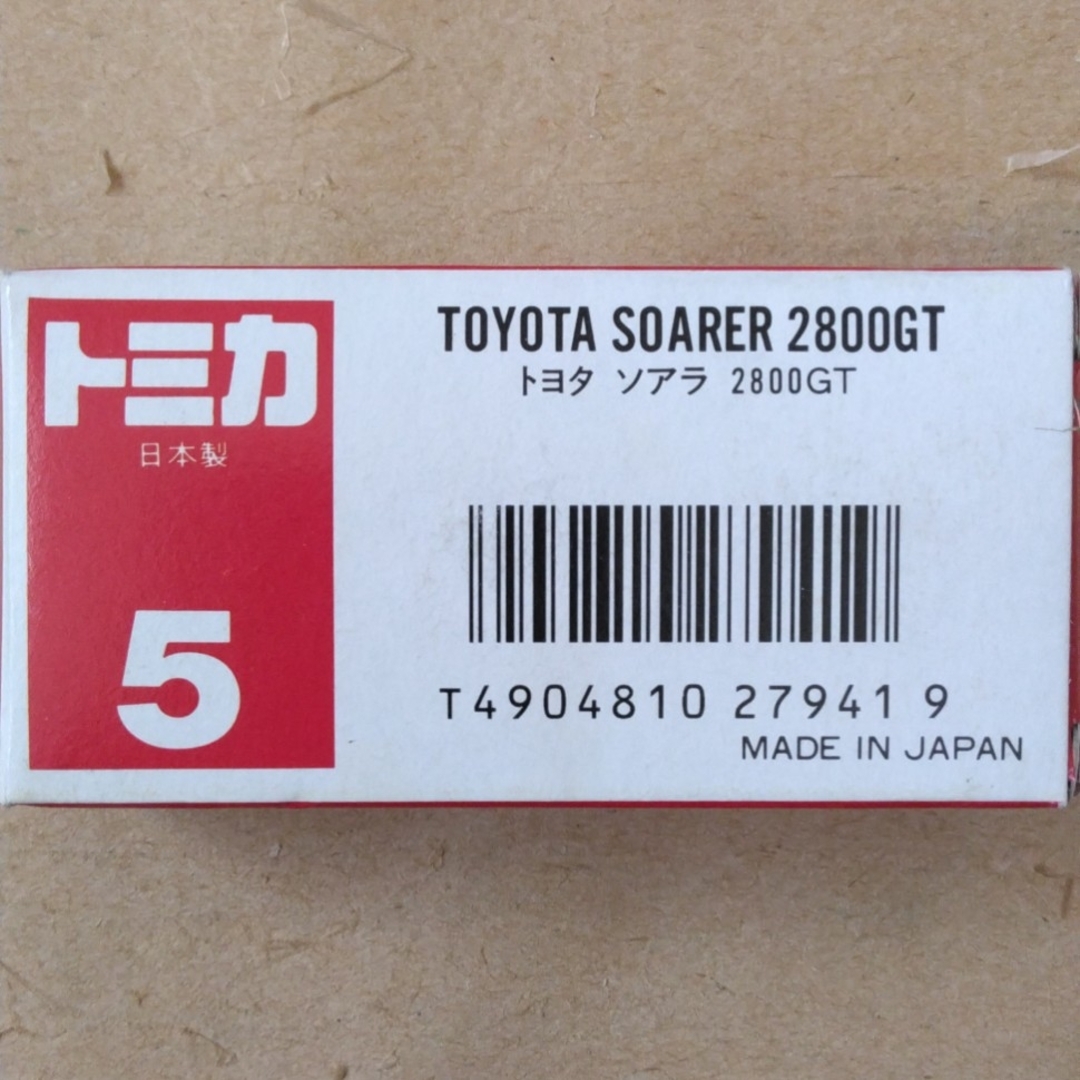 トミカ
日本製
5
TOYOTA SOARER 2800GT
トヨタ ソアラ 2800GT
T4904810 27941 9
MADE IN JAPAN